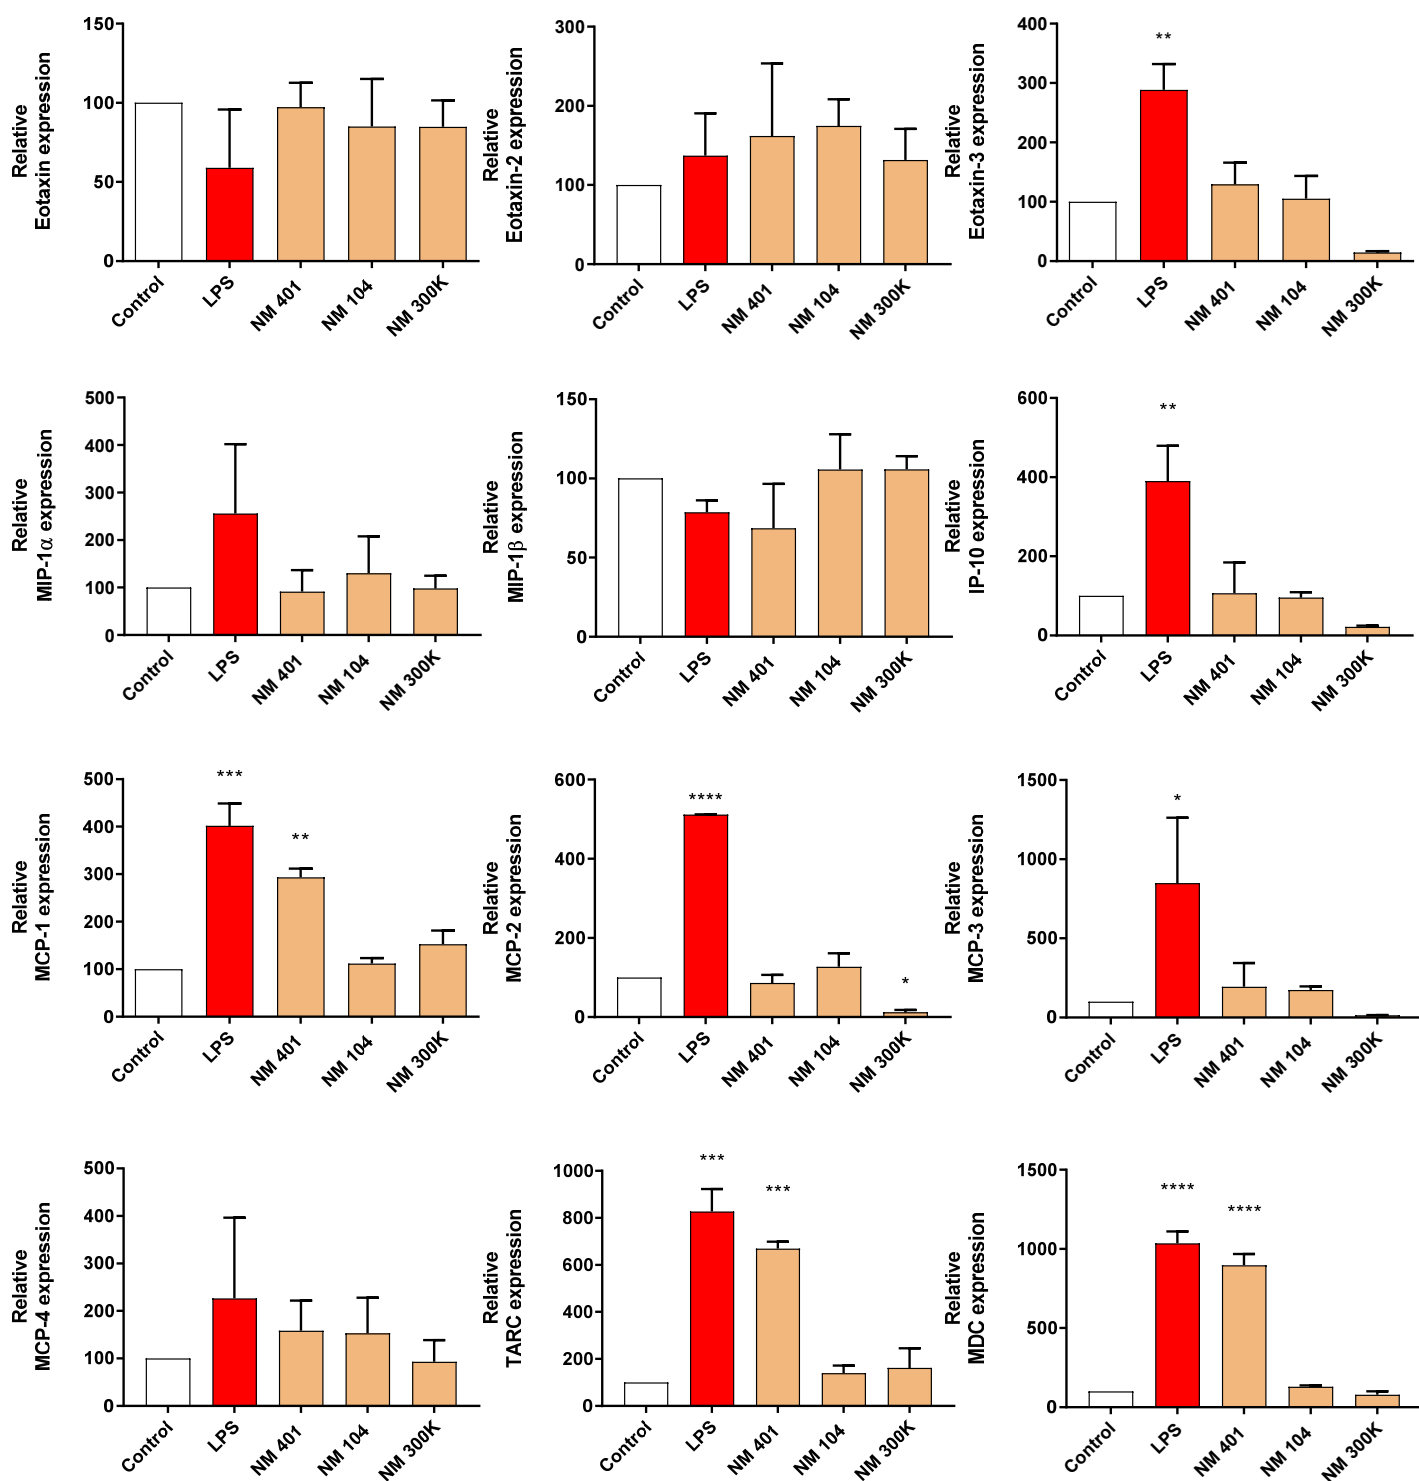 Relative
Eotaxin expression
150
100
50
0
Control
LPS
NM 401
NM 104
NM 300K
Relative
Eotaxin-2 expression
300
200
100
0
Control
LPS
NM 401
NM 104
NM 300K
Relative
Eotaxin-3 expression
400
300
200
100
0
**
Control
LPS
NM 401
NM 104
NM 300K
Relative
MIP-1α expression
500
400
300
200
100
0
Control
LPS
NM 401
NM 104
NM 300K
Relative
MIP-1β expression
150
100
50
0
Control
LPS
NM 401
NM 104
NM 300K
Relative
IP-10 expression
600
400
200
0
**
Control
LPS
NM 401
NM 104
NM 300K
Relative
MCP-1 expression
500
400
300
200
100
0
***
**
Control
LPS
NM 401
NM 104
NM 300K
Relative
MCP-2 expression
600
400
200
0
****
*
Control
LPS
NM 401
NM 104
NM 300K
Relative
MCP-3 expression
1500
1000
500
0
*
Control
LPS
NM 401
NM 104
NM 300K
Relative
MCP-4 expression
500
400
300
200
100
0
Control
LPS
NM 401
NM 104
NM 300K
Relative
TARC expression
1000
800
600
400
200
0
***
***
Control
LPS
NM 401
NM 104
NM 300K
Relative
MDC expression
1500
1000
500
0
****
****
Control
LPS
NM 401
NM 104
NM 300K